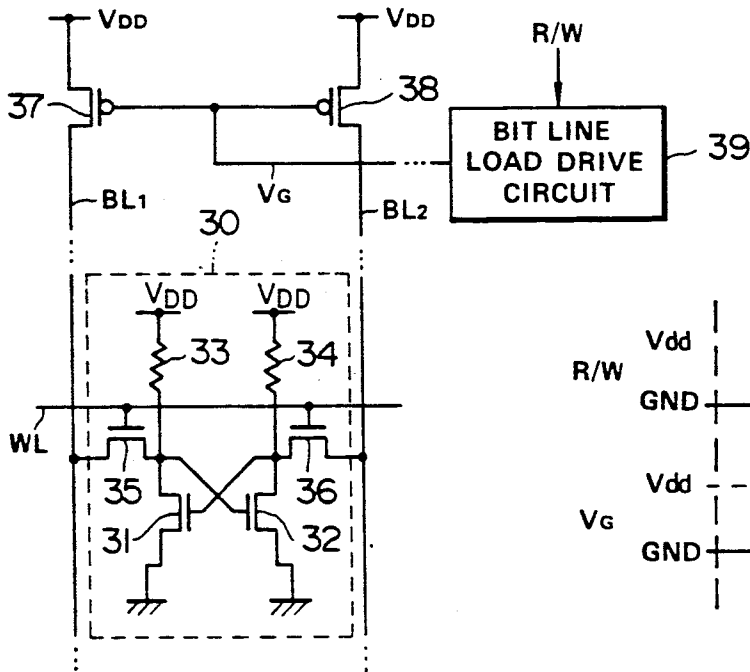 VDD
VDD
R/W
37
38
BIT LINE
LOAD DRIVE
CIRCUIT
39
VG
BL1
BL2
30
VDD
VDD
33
34
WL
35
36
31
32
R/W
Vdd
GND
VG
Vdd
GND